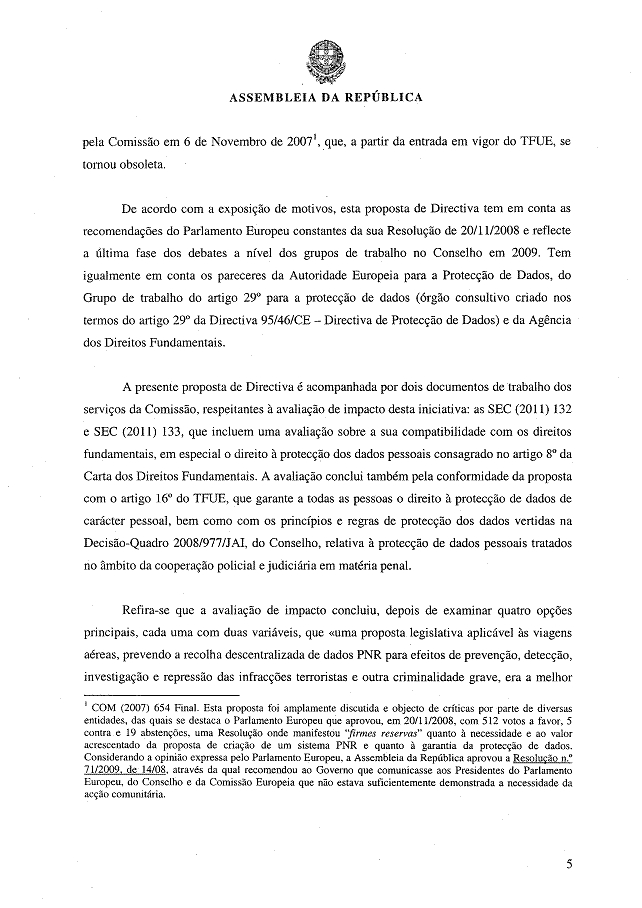 ASSEMBLEIA DA REPÚBLICA
pela Comissão em 6 de Novembro de 2007¹, que, a partir da entrada em vigor do TFUE, se
tornou obsoleta.
De acordo com a exposição de motivos, esta proposta de Directiva tem em conta as
recomendações do Parlamento Europeu constantes da sua Resolução de 20/11/2008 e reflecte
a última fase dos debates a nível dos grupos de trabalho no Conselho em 2009. Tem
igualmente em conta os pareceres da Autoridade Europeia para a Protecção de Dados, do
Grupo de trabalho do artigo 29º para a protecção de dados (órgão consultivo criado nos
termos do artigo 29º da Directiva 95/46/CE – Directiva de Protecção de Dados) e da Agência
dos Direitos Fundamentais.
A presente proposta de Directiva é acompanhada por dois documentos de trabalho dos
serviços da Comissão, respeitantes à avaliação de impacto desta iniciativa: as SEC (2011) 132
e SEC (2011) 133, que incluem uma avaliação sobre a sua compatibilidade com os direitos
fundamentais, em especial o direito à protecção dos dados pessoais consagrado no artigo 8º da
Carta dos Direitos Fundamentais. A avaliação conclui também pela conformidade da proposta
com o artigo 16º do TFUE, que garante a todas as pessoas o direito à protecção de dados de
carácter pessoal, bem como com os princípios e regras de protecção dos dados vertidas na
Decisão-Quadro 2008/977/JAI, do Conselho, relativa à protecção de dados pessoais tratados
no âmbito da cooperação policial e judiciária em matéria penal.
Refira-se que a avaliação de impacto concluiu, depois de examinar quatro opções
principais, cada uma com duas variáveis, que «uma proposta legislativa aplicável às viagens
aéreas, prevendo a recolha descentralizada de dados PNR para efeitos de prevenção, detecção,
investigação e repressão das infracções terroristas e outra criminalidade grave, era a melhor
¹ COM (2007) 654 Final. Esta proposta foi amplamente discutida e objecto de críticas por parte de diversas
entidades, das quais se destaca o Parlamento Europeu que aprovou, em 20/11/2008, com 512 votos a favor, 5
contra e 19 abstenções, uma Resolução onde manifestou "firmes reservas" quanto à necessidade e ao valor
acrescentado da proposta de criação de um sistema PNR e quanto à garantia da protecção de dados.
Considerando a opinião expressa pelo Parlamento Europeu, a Assembleia da República aprovou a Resolução n.º
71/2009, de 14/08, através da qual recomendou ao Governo que comunicasse aos Presidentes do Parlamento
Europeu, do Conselho e da Comissão Europeia que não estava suficientemente demonstrada a necessidade da
acção comunitária.
5